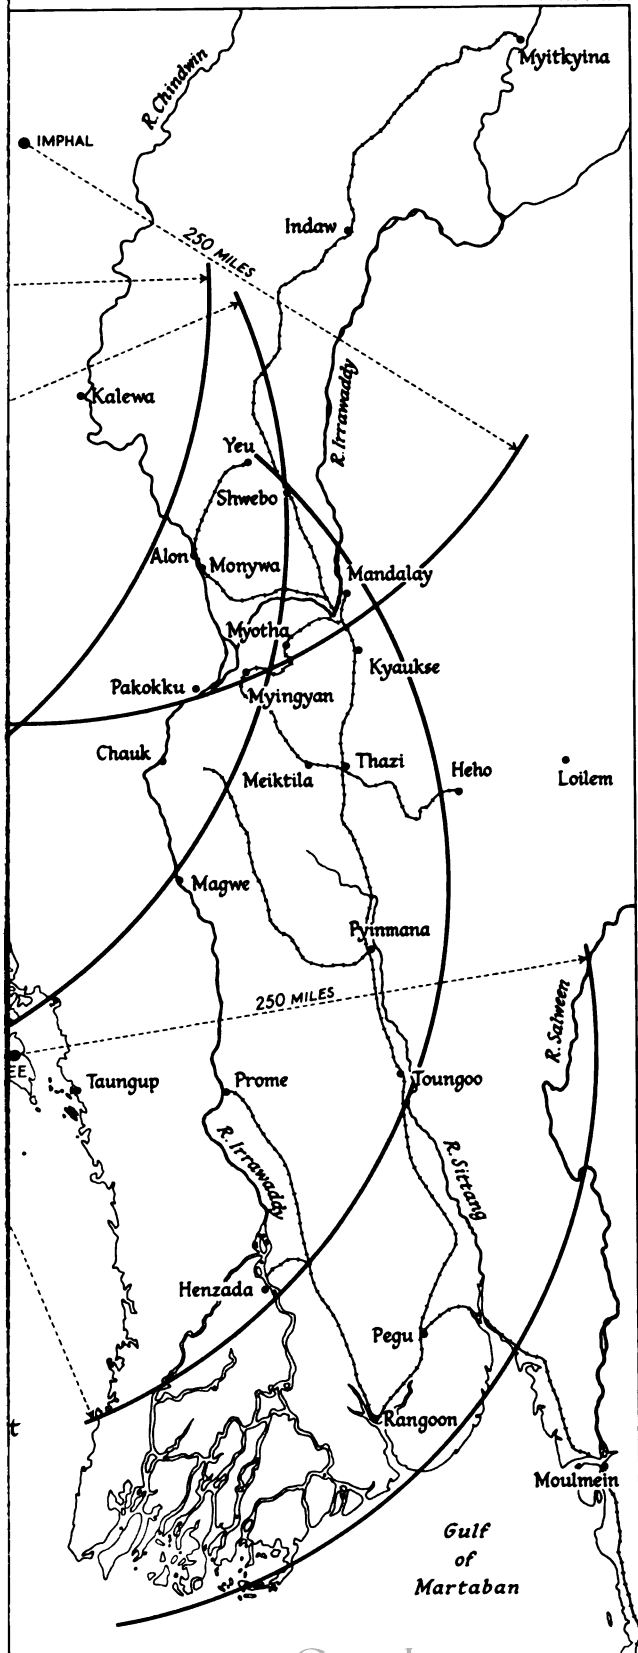 Myitkyina
R. Chindwin
IMPHAL
Indaw
250 MILES
Kalewa
R. Irrawaddy
Yeu
Shwebo
Alon
Monywa
Mandalay
Myotha
Kyaukse
Pakokku
Myingyan
Chauk
Thazi
Meiktila
Heho
Loilem
Magwe
Pyinmana
250 MILES
R. Salween
EE
Taungup
Prome
Toungoo
R. Irrawaddy
R. Sittang
Henzada
Pegu
Rangoon
t
Moulmein
Gulf
of
Martaban